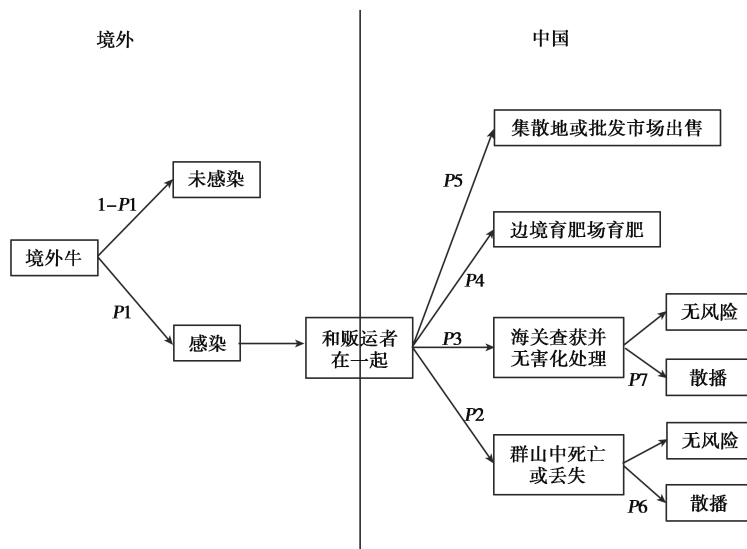 境外
中国
集散地或批发市场出售
未感染
P5
1-P1
边境育肥场育肥
境外牛
P4
无风险
P1
感染
和贩运者
在一起
P3
海关查获并
无害化处理
P7
散播
P2
无风险
群山中死亡
或丢失
P6
散播